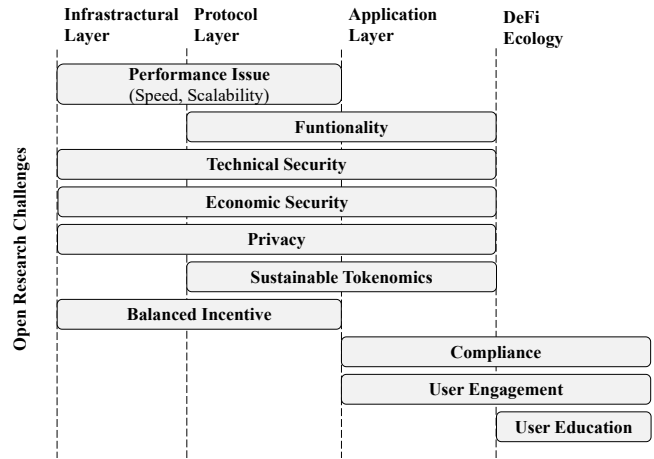 Infrastractural Layer
Protocol Layer
Application Layer
DeFi Ecology
Open Research Challenges
Performance Issue
(Speed, Scalability)
Funtionality
Technical Security
Economic Security
Privacy
Sustainable Tokenomics
Balanced Incentive
Compliance
User Engagement
User Education